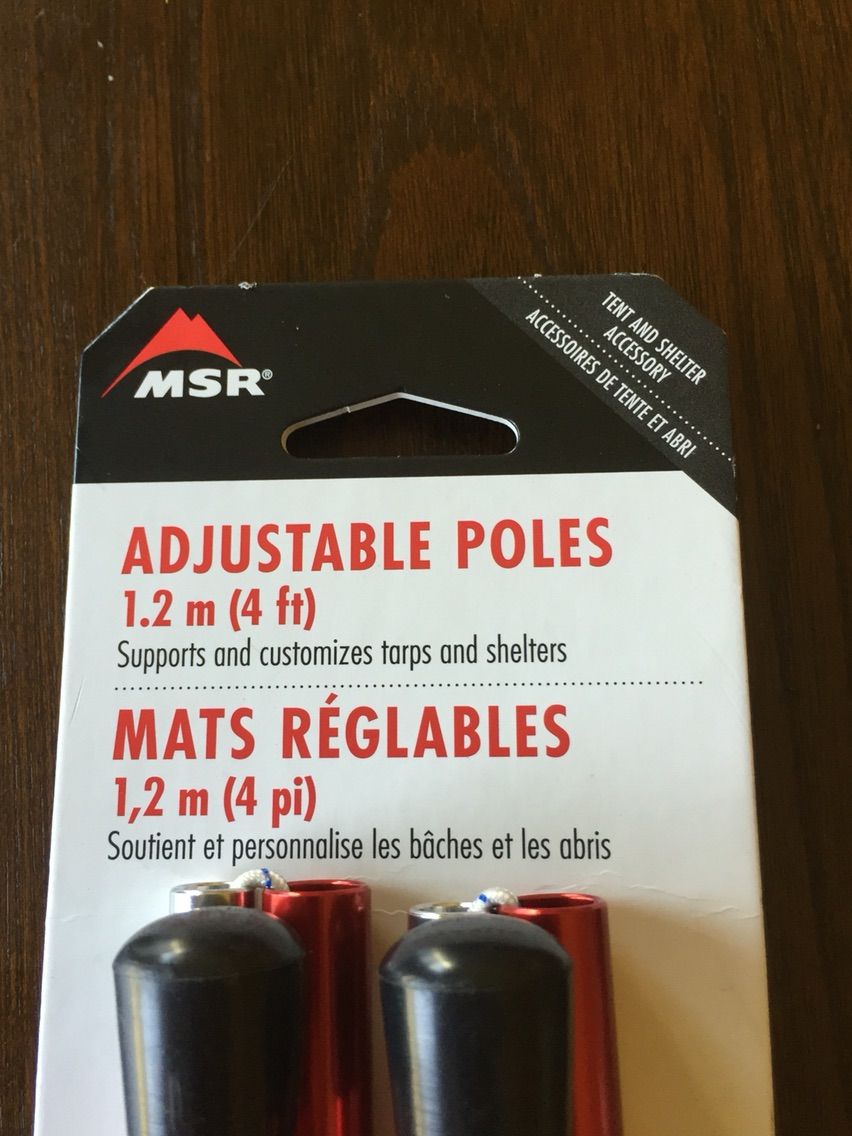 MSR®
TENT AND SHELTER
ACCESSORY
ACCESSOIRES DE TENTE ET ABRI
ADJUSTABLE POLES
1.2 m (4 ft)
Supports and customizes tarps and shelters
MATS RÉGLABLES
1,2 m (4 pi)
Soutient et personnalise les bâches et les abris